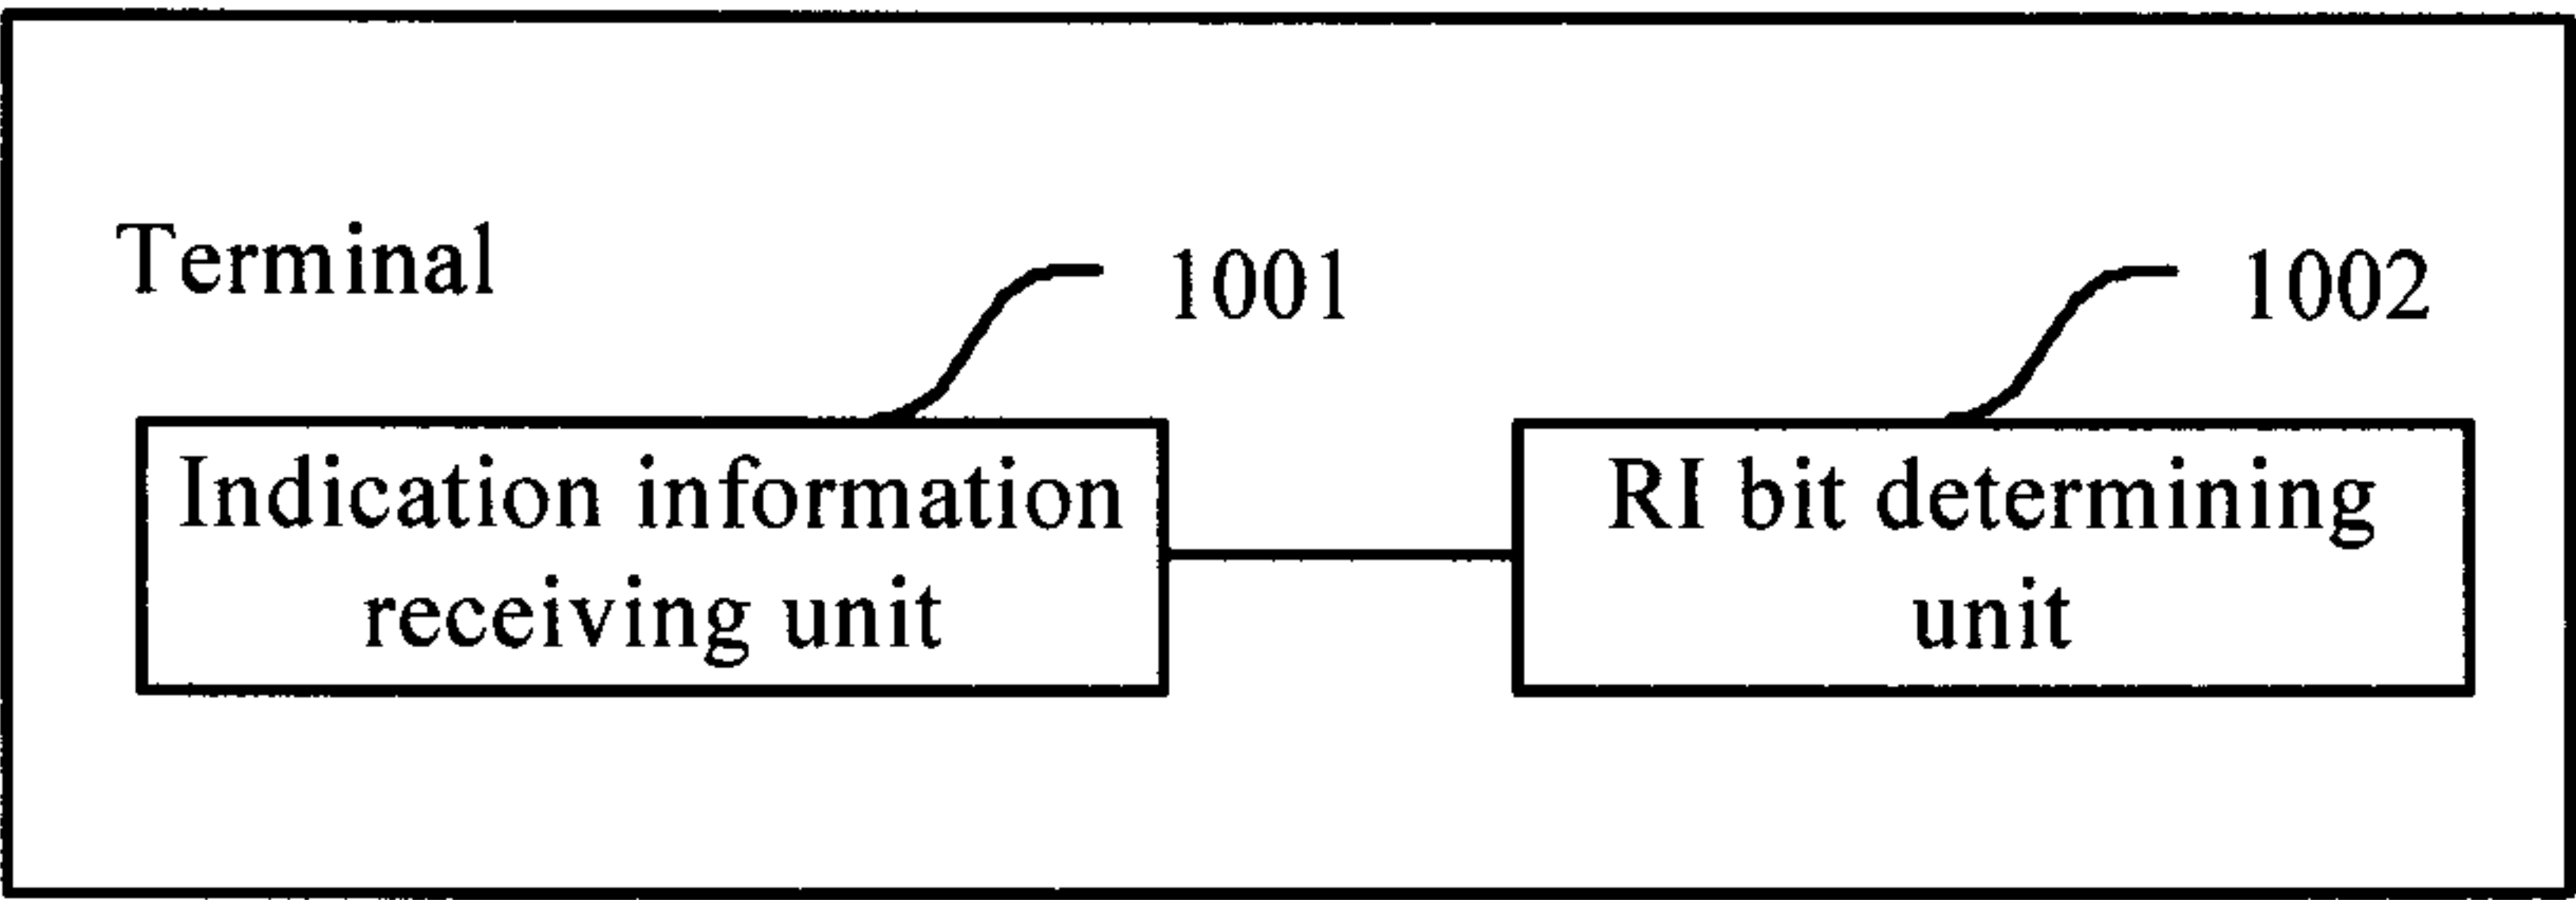 Terminal
1001
1002
Indication information
receiving unit
RI bit determining
unit